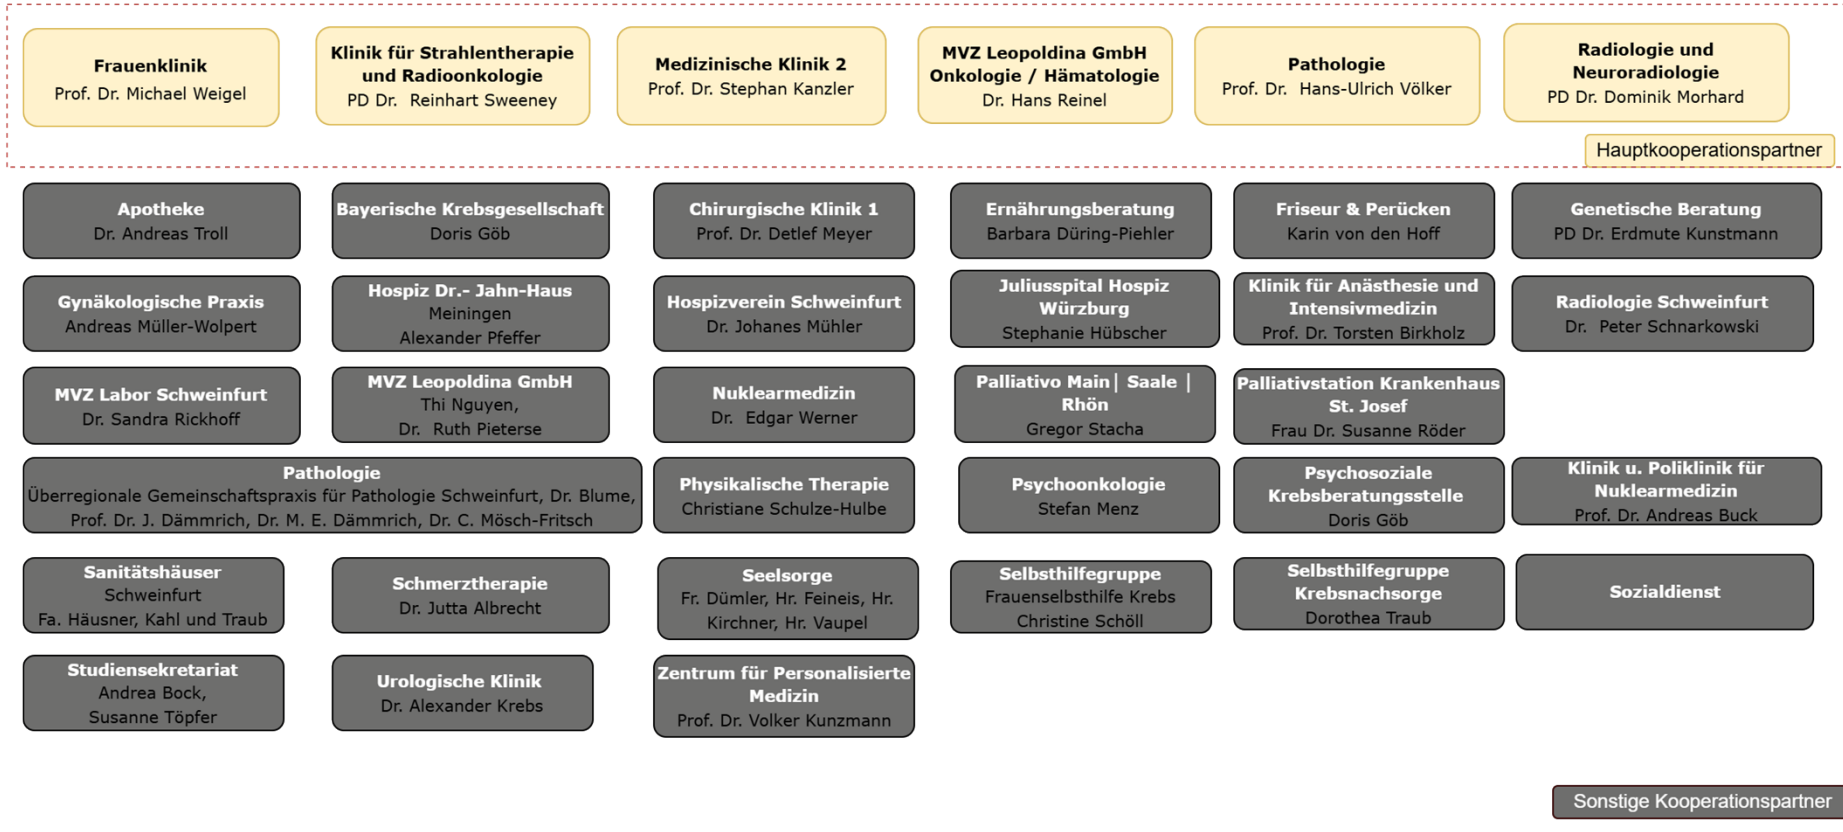 Frauenklinik
Prof. Dr. Michael Weigel
Klinik für Strahlentherapie
und Radioonkologie
PD Dr. Reinhart Sweeney
Medizinische Klinik 2
Prof. Dr. Stephan Kanzler
MVZ Leopoldina GmbH
Onkologie / Hämatologie
Dr. Hans Reinel
Pathologie
Prof. Dr. Hans-Ulrich Völker
Radiologie und
Neuroradiologie
PD Dr. Dominik Morhard
Hauptkooperationspartner
Apotheke
Dr. Andreas Troll
Bayerische Krebsgesellschaft
Doris Göb
Chirurgische Klinik 1
Prof. Dr. Detlef Meyer
Ernährungsberatung
Barbara Düring-Piehler
Friseur & Perücken
Karin von den Hoff
Genetische Beratung
PD Dr. Erdmute Kunstmann
Gynäkologische Praxis
Andreas Müller-Wolpert
Hospiz Dr.- Jahn-Haus
Meiningen
Alexander Pfeffer
Hospizverein Schweinfurt
Dr. Johanes Mühler
Juliusspital Hospiz
Würzburg
Stephanie Hübscher
Klinik für Anästhesie und
Intensivmedizin
Prof. Dr. Torsten Birkholz
Radiologie Schweinfurt
Dr. Peter Schnarkowski
MVZ Labor Schweinfurt
Dr. Sandra Rickhoff
MVZ Leopoldina GmbH
Thi Nguyen,
Dr. Ruth Pieterse
Nuklearmedizin
Dr. Edgar Werner
Palliativo Main| Saale |
Rhön
Gregor Stacha
Palliativstation Krankenhaus
St. Josef
Frau Dr. Susanne Röder
Pathologie
Überregionale Gemeinschaftspraxis für Pathologie Schweinfurt, Dr. Blume,
Prof. Dr. J. Dämmrich, Dr. M. E. Dämmrich, Dr. C. Mösch-Fritsch
Physikalische Therapie
Christiane Schulze-Hulbe
Psychoonkologie
Stefan Menz
Psychosoziale
Krebsberatungsstelle
Doris Göb
Klinik u. Poliklinik für
Nuklearmedizin
Prof. Dr. Andreas Buck
Sanitätshäuser
Schweinfurt
Fa. Häusner, Kahl und Traub
Schmerztherapie
Dr. Jutta Albrecht
Seelsorge
Fr. Dümler, Hr. Feineis, Hr.
Kirchner, Hr. Vaupel
Selbsthilfegruppe
Frauenselbsthilfe Krebs
Christine Schöll
Selbsthilfegruppe
Krebsnachsorge
Dorothea Traub
Sozialdienst
Studiensekretariat
Andrea Bock,
Susanne Töpfer
Urologische Klinik
Dr. Alexander Krebs
Zentrum für Personalisierte
Medizin
Prof. Dr. Volker Kunzmann
Sonstige Kooperationspartner